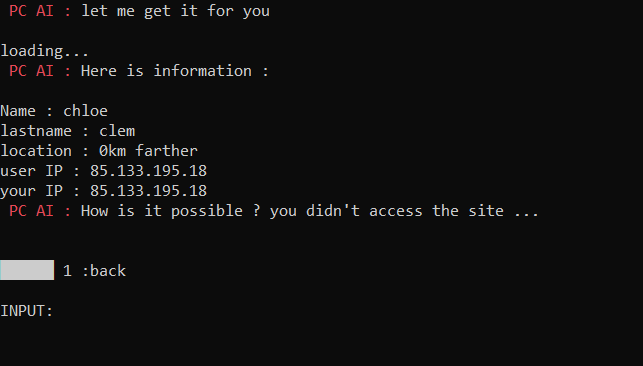 PC AI : let me get it for you
loading...
PC AI : Here is information :
Name : chloe
lastname : clem
location : 0km farther
user IP : 85.133.195.18
your IP : 85.133.195.18
PC AI : How is it possible ? you didn't access the site ...
1 :back
INPUT: